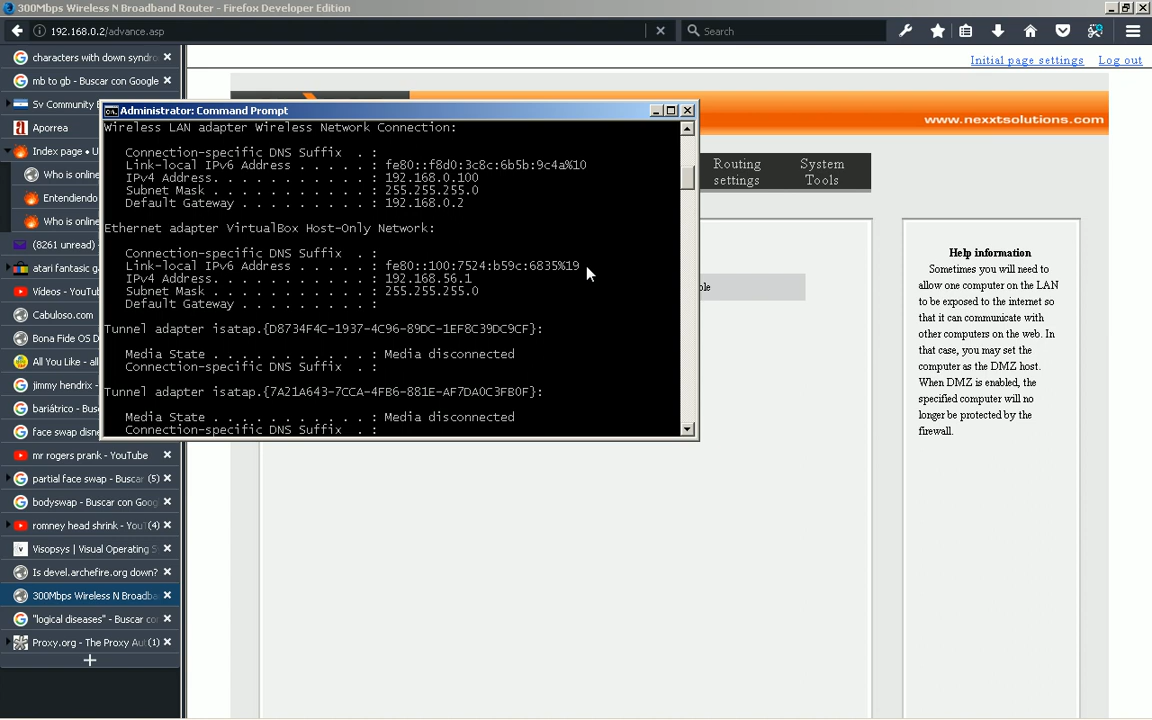 300Mbps Wireless N Broadband Router - Firefox Developer Edition
192.168.0.2/advance.asp
Search
characters with down syndro
mb to gb - Buscar con Google
Sv Community
Aporrea
Index page • U
Who is online
Entendiendo
Who is online
(8261 unread)
atari fantasic g
Vídeos - YouTu
Cabuloso.com
Bona Fide OS D
All You Like - all
jimmy hendrix -
bariátrico - Busc
face swap disne
mr rogers prank - YouTube
partial face swap - Buscar (5)
bodyswap - Buscar con Goog
romney head shrink - YouT (4)
Visopsys | Visual Operating S
Is devel.archefire.org down?
300Mbps Wireless N Broadba
"logical diseases" - Buscar co
Proxy.org - The Proxy Aut (1)
Initial page settings
Log out
www.nexxtsolutions.com
Routing settings
System Tools
Administrator: Command Prompt
Wireless LAN adapter Wireless Network Connection:
Connection-specific DNS Suffix . :
Link-local IPv6 Address . . . . . : fe80::f8d0:3c8c:6b5b:9c4a%10
IPv4 Address. . . . . . . . . . . : 192.168.0.100
Subnet Mask . . . . . . . . . . . : 255.255.255.0
Default Gateway . . . . . . . . . : 192.168.0.2
Ethernet adapter VirtualBox Host-Only Network:
Connection-specific DNS Suffix . :
Link-local IPv6 Address . . . . . : fe80::100:7524:b59c:6835%19
IPv4 Address. . . . . . . . . . . : 192.168.56.1
Subnet Mask . . . . . . . . . . . : 255.255.255.0
Default Gateway . . . . . . . . . :
Tunnel adapter isatap.{D8734F4C-1937-4C96-89DC-1EF8C39DC9CF}:
Media State . . . . . . . . . . . : Media disconnected
Connection-specific DNS Suffix . :
Tunnel adapter isatap.{7A21A643-7CCA-4FB6-881E-AF7DA0C3FB0F}:
Media State . . . . . . . . . . . : Media disconnected
Connection-specific DNS Suffix . :
ble
Help information
Sometimes you will need to
allow one computer on the LAN
to be exposed to the internet so
that it can communicate with
other computers on the web. In
that case, you may set the
computer as the DMZ host.
When DMZ is enabled, the
specified computer will no
longer be protected by the
firewall.